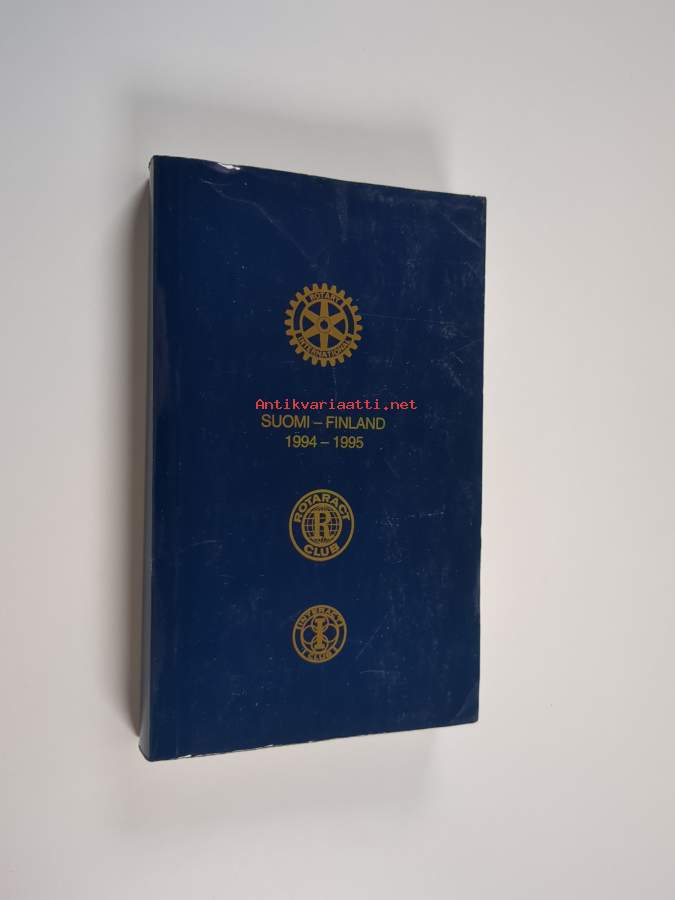 ROTARY
INTERNATIONAL
Antikvariaatti.net
SUOMI – FINLAND
1994 – 1995
ROTARACT
R
CLUB
INTERACT
I
CLUB